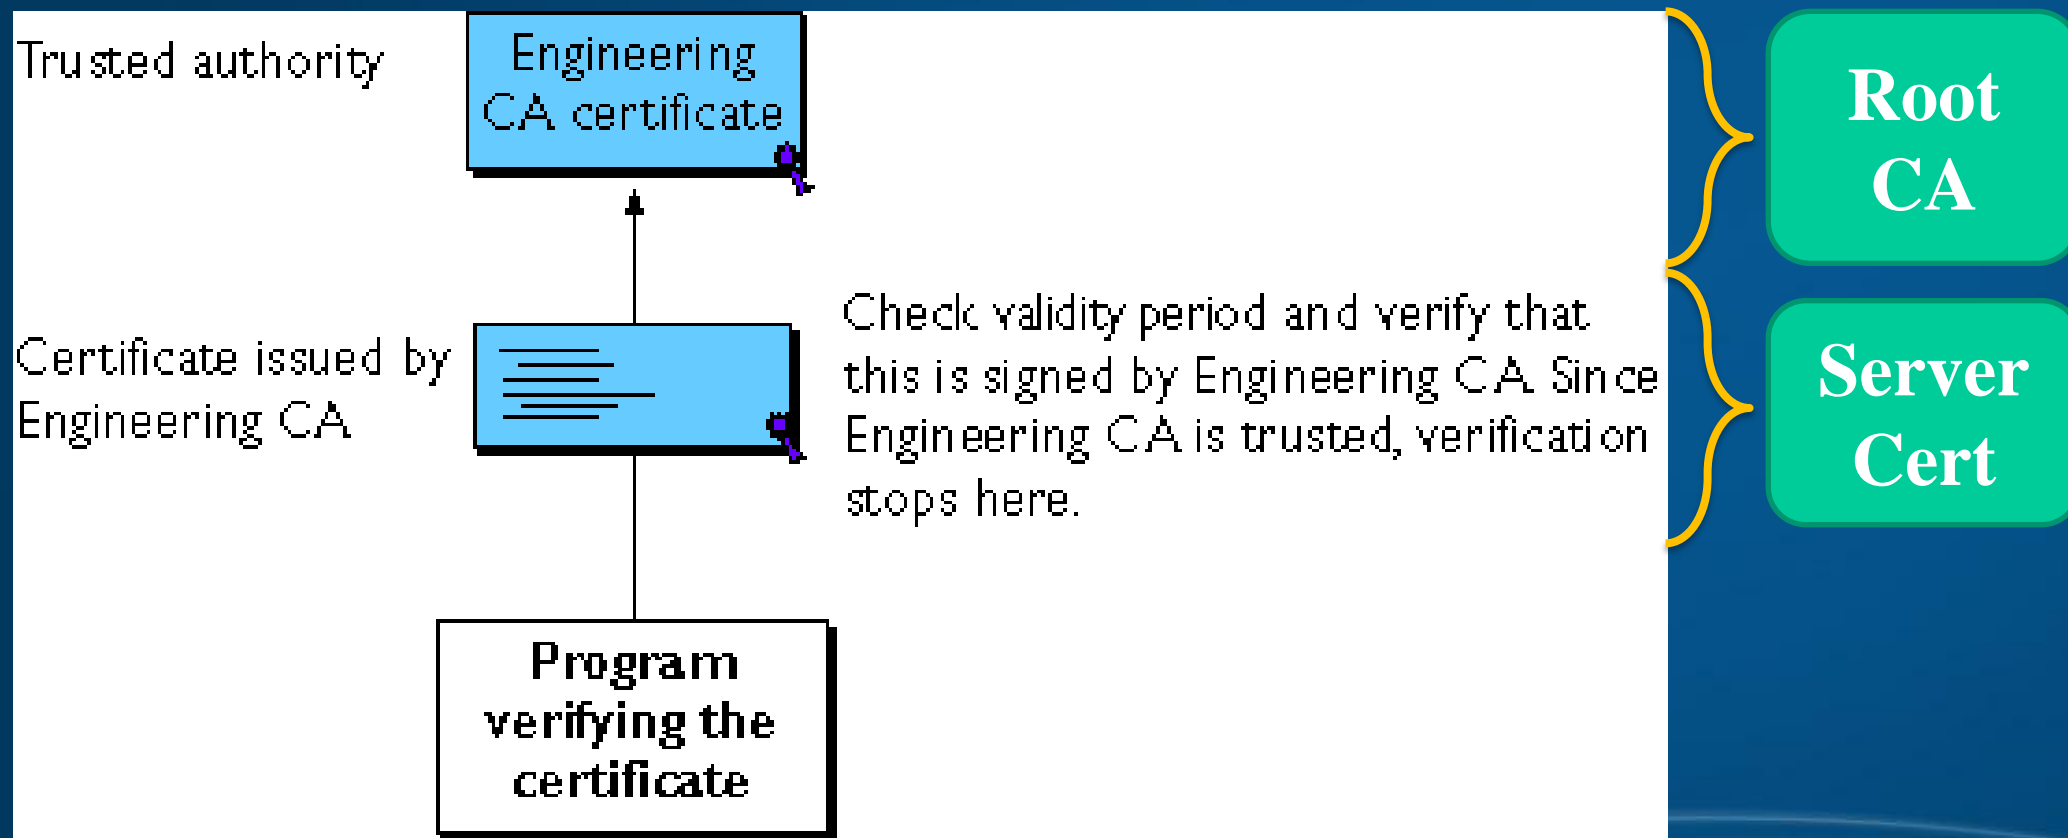 Trusted authority
Engineering
CA certificate
Root
CA
Certificate issued by
Engineering CA
Check validity period and verify that
this is signed by Engineering CA. Since
Engineering CA is trusted, verification
stops here.
Server
Cert
Program
verifying the
certificate